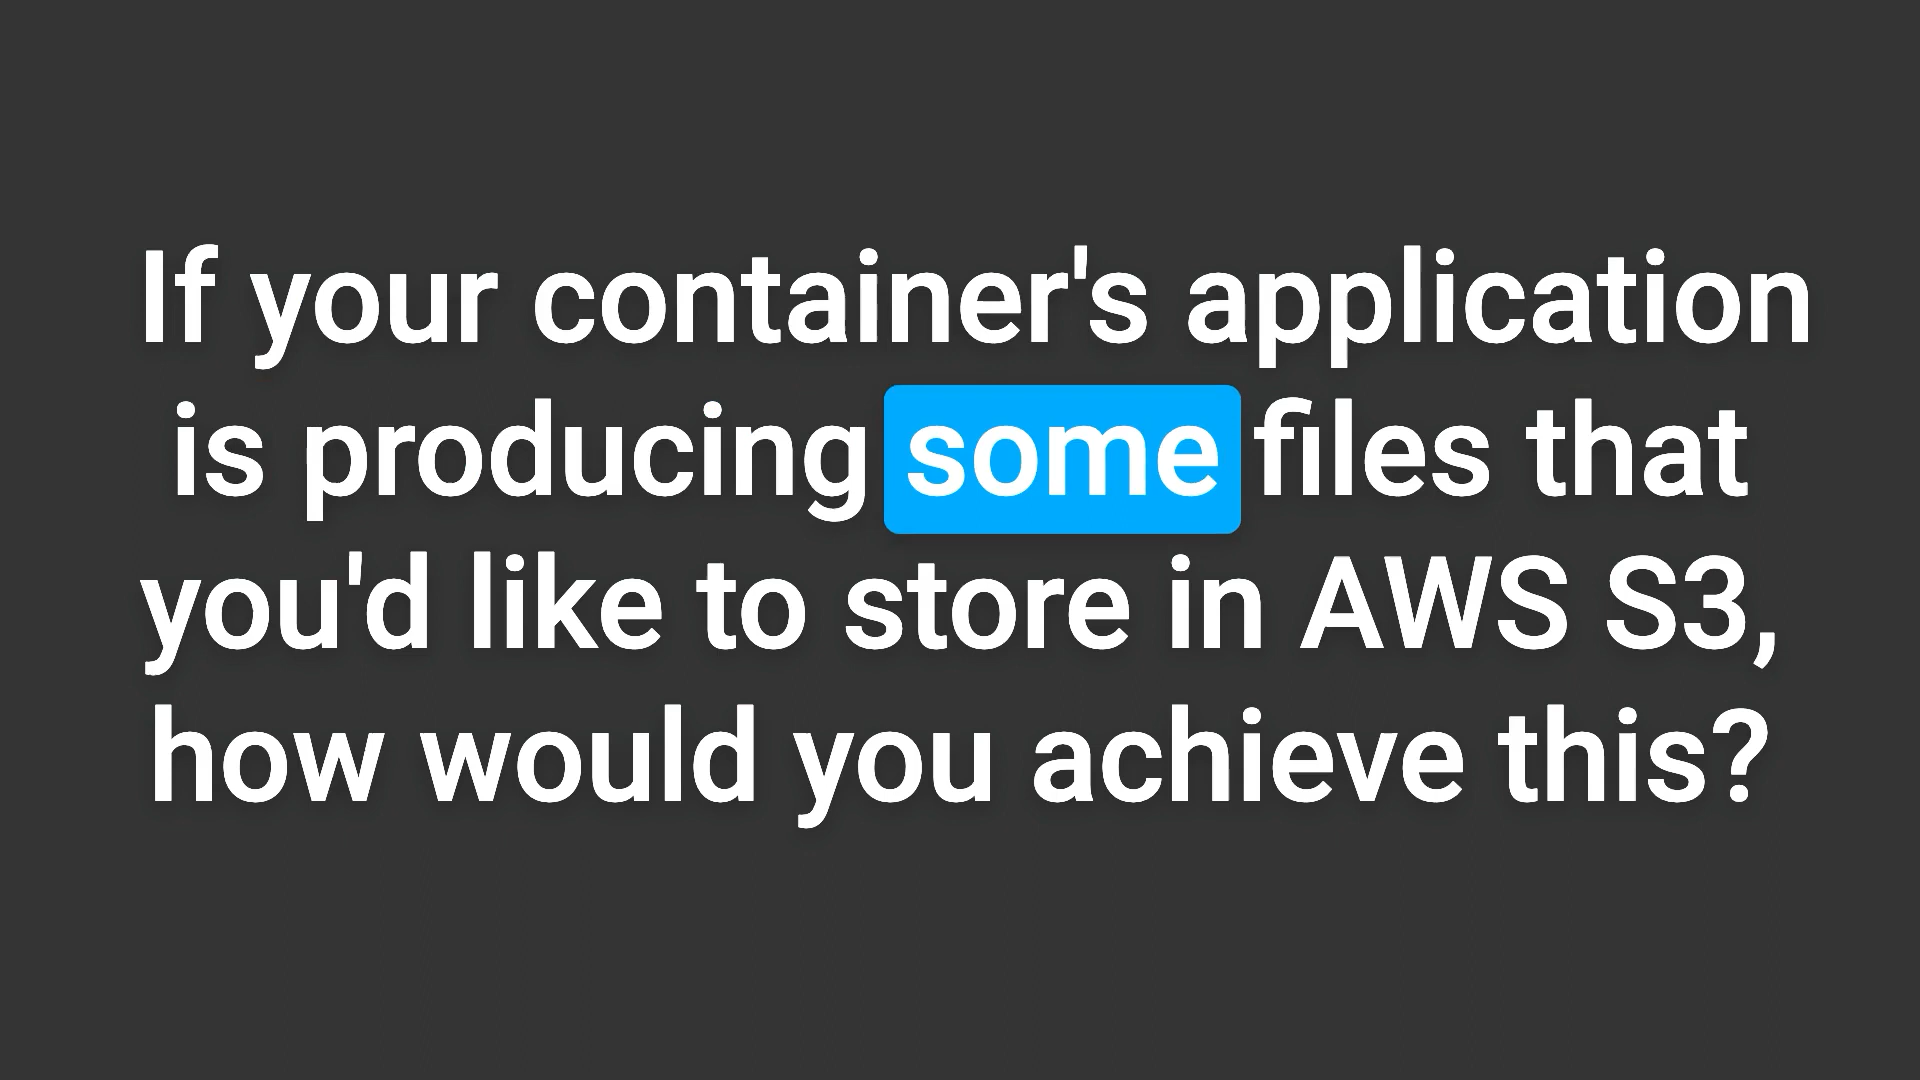 If your container's application
is producing some files that
you'd like to store in AWS S3,
how would you achieve this?